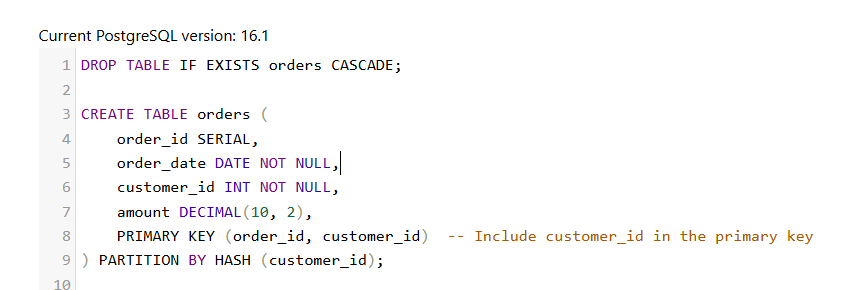 Current PostgreSQL version: 16.1
1 DROP TABLE IF EXISTS orders CASCADE;
2
3 CREATE TABLE orders (
4     order_id SERIAL,
5     order_date DATE NOT NULL,
6     customer_id INT NOT NULL,
7     amount DECIMAL(10, 2),
8     PRIMARY KEY (order_id, customer_id)  -- Include customer_id in the primary key
9 ) PARTITION BY HASH (customer_id);
10